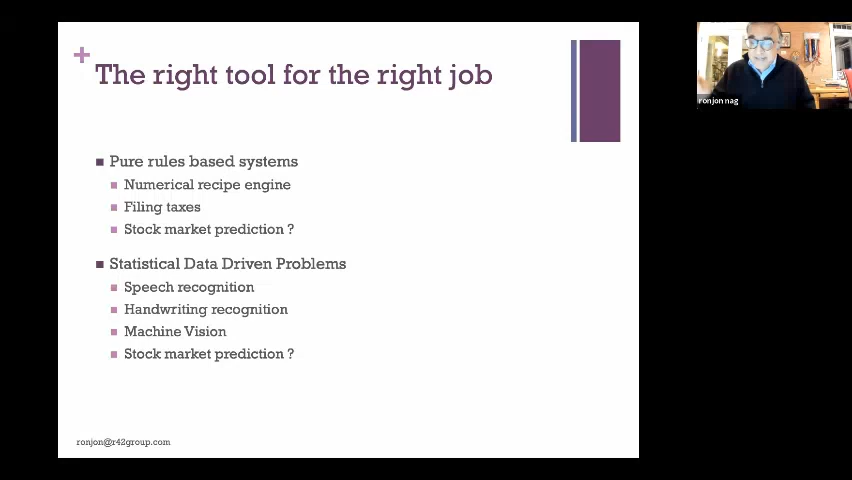 The right tool for the right job
Pure rules based systems
Numerical recipe engine
Filing taxes
Stock market prediction ?
Statistical Data Driven Problems
Speech recognition
Handwriting recognition
Machine Vision
Stock market prediction ?
ronjon@r42group.com
ronjon nag